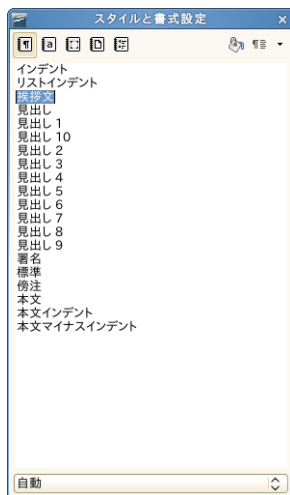 スタイルと書式設定
インデント
リストインデント
挨拶文
見出し
見出し 1
見出し 10
見出し 2
見出し 3
見出し 4
見出し 5
見出し 6
見出し 7
見出し 8
見出し 9
署名
標準
傍注
本文
本文インデント
本文マイナスインデント
自動